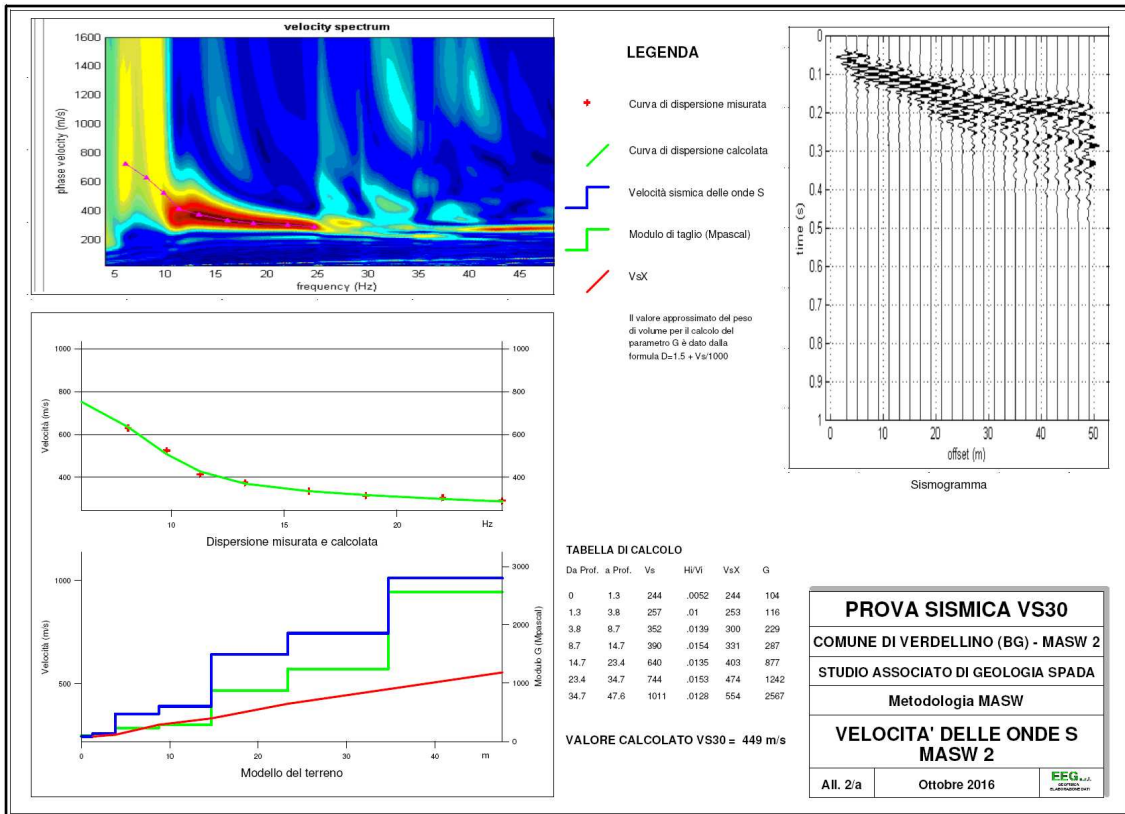 velocity spectrum
1600
1400
1200
1000
800
600
400
200
phase velocity (m/s)
5 10 15 20 25 30 35 40 45
frequency (Hz)
LEGENDA
Curva di dispersione misurata
Curva di dispersione calcolata
Velocità sismica delle onde S
Modulo di taglio (Mpascal)
VsX
Il valore approssimato del peso
di volume per il calcolo del
parametro G è dato dalla
formula D=1.5 + Vs/1000
0
0.1
0.2
0.3
0.4
0.5
0.6
0.7
0.8
0.9
1
time (s)
0 10 20 30 40 50
offset (m)
Sismogramma
1000 1000
800 800
600 600
400 400
Velocità (m/s)
Velocità (m/s)
10 15 20 Hz
Dispersione misurata e calcolata
1000
500
Velocità (m/s)
3000
2000
1000
0
Modulo G (Mpascal)
0 10 20 30 40 m
Modello del terreno
TABELLA DI CALCOLO
Da Prof. a Prof. Vs Hi/Vi VsX G
0 1.3 244 .0052 244 104
1.3 3.8 257 .01 253 116
3.8 8.7 352 .0139 300 229
8.7 14.7 390 .0154 331 287
14.7 23.4 640 .0135 403 877
23.4 34.7 744 .0153 474 1242
34.7 47.6 1011 .0128 554 2567
VALORE CALCOLATO VS30 = 449 m/s
PROVA SISMICA VS30
COMUNE DI VERDELLINO (BG) - MASW 2
STUDIO ASSOCIATO DI GEOLOGIA SPADA
Metodologia MASW
VELOCITA' DELLE ONDE S
MASW 2
All. 2/a
Ottobre 2016
EEG s.r.l.
GEOFISICA
ELABORAZIONE DATI